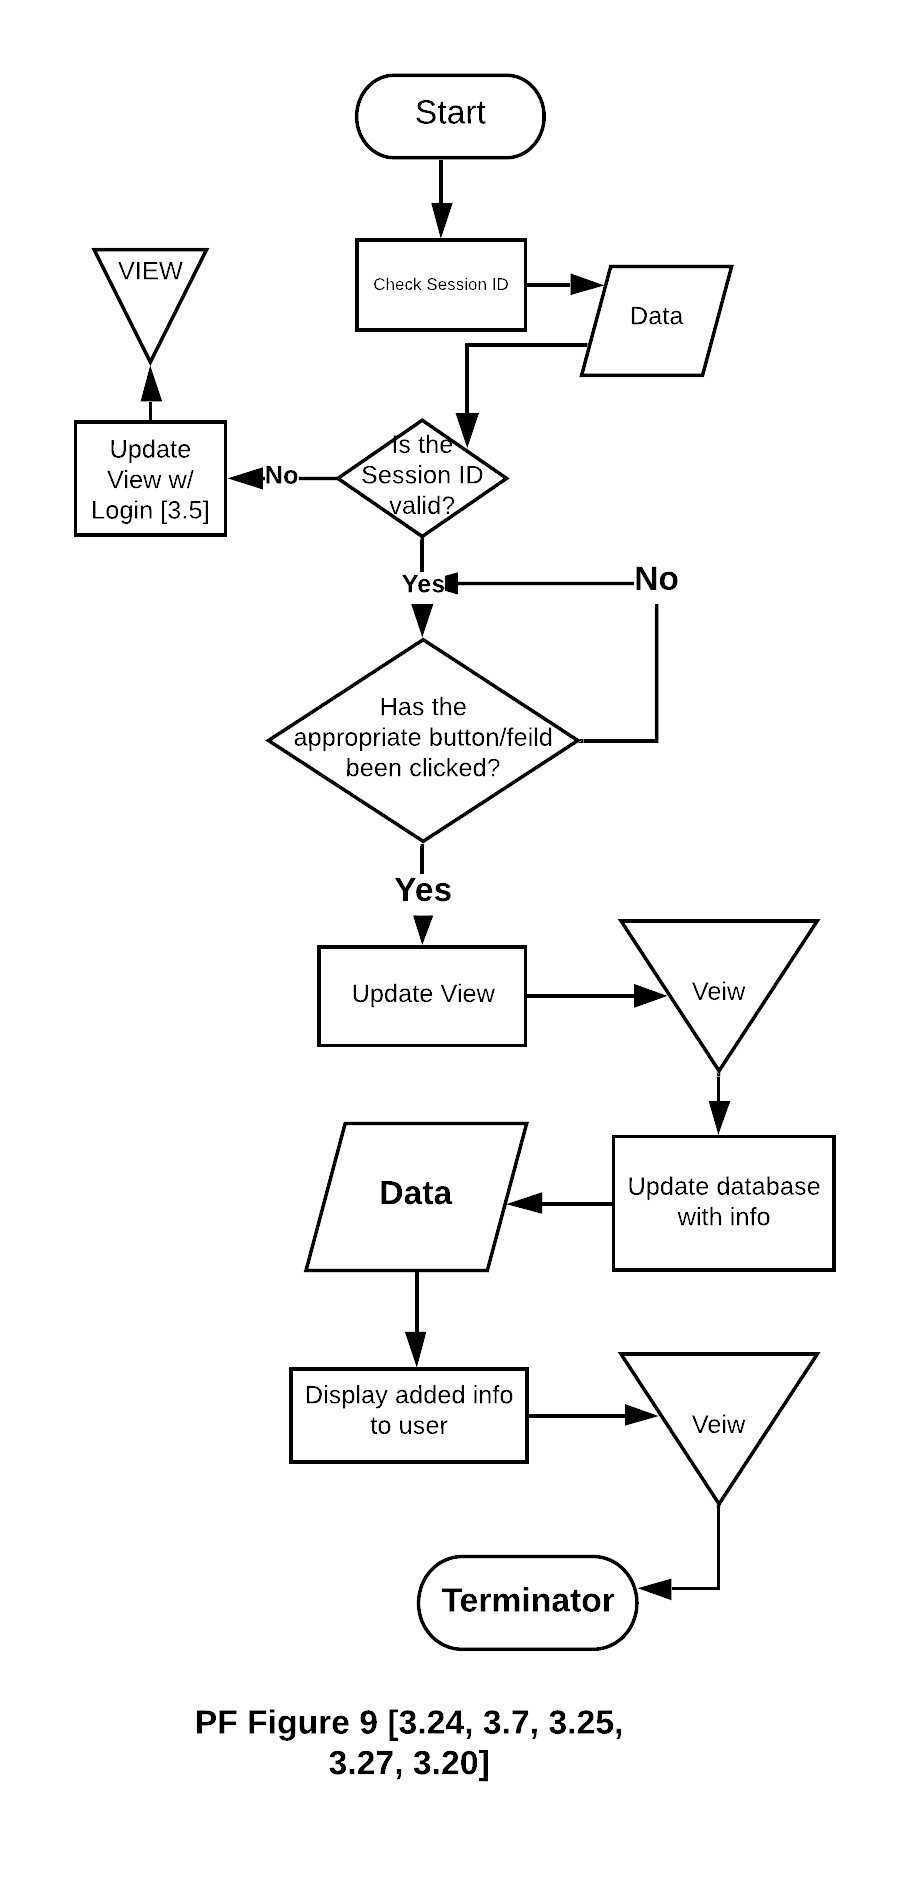 Start
Check Session ID
Data
VIEW
Update
View w/
Login [3.5]
No
Is the
Session ID
valid?
Yes
No
Has the
appropriate button/feild
been clicked?
Yes
Update View
Veiw
Update database
with info
Data
Display added info
to user
Veiw
Terminator
PF Figure 9 [3.24, 3.7, 3.25,
3.27, 3.20]